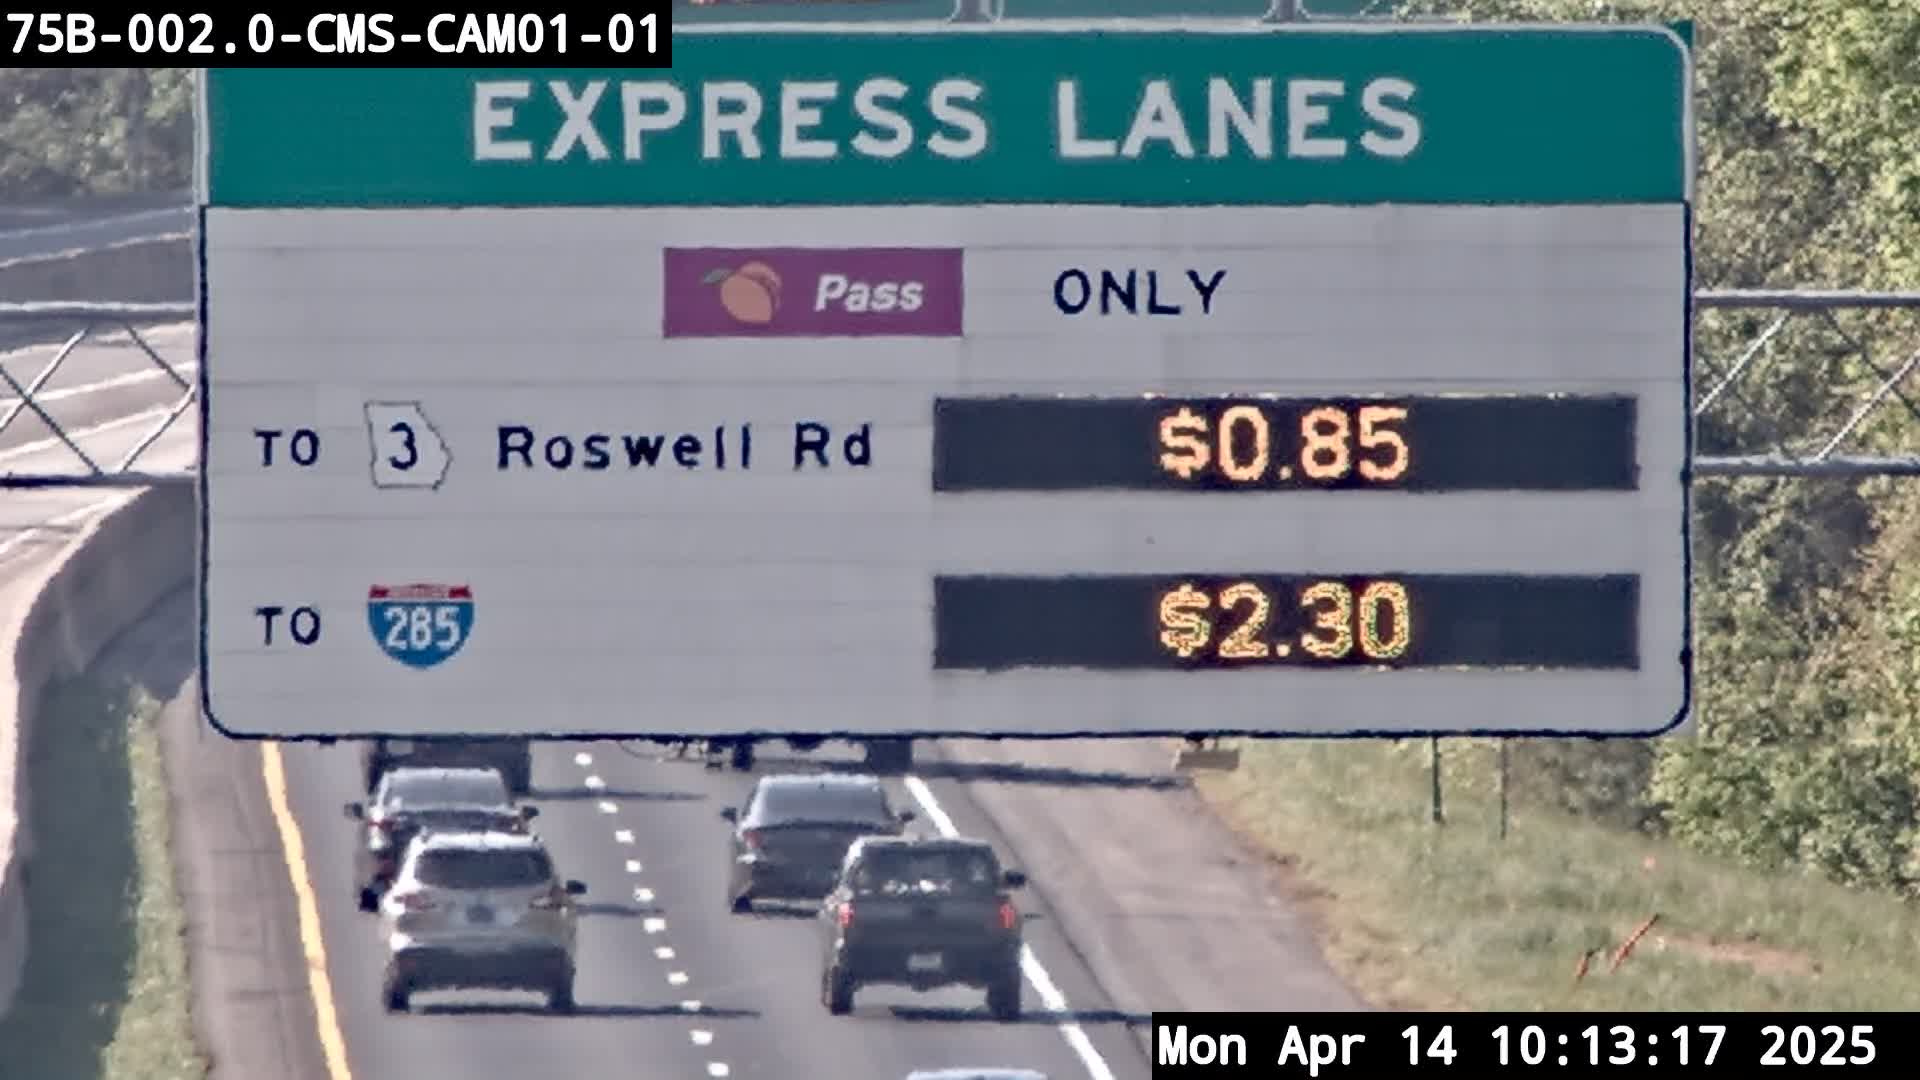 75B-002.0-CMS-CAM01-01
EXPRESS LANES
Pass ONLY
TO 3 Roswell Rd $0.85
TO 285 $2.30
Mon Apr 14 10:13:17 2025